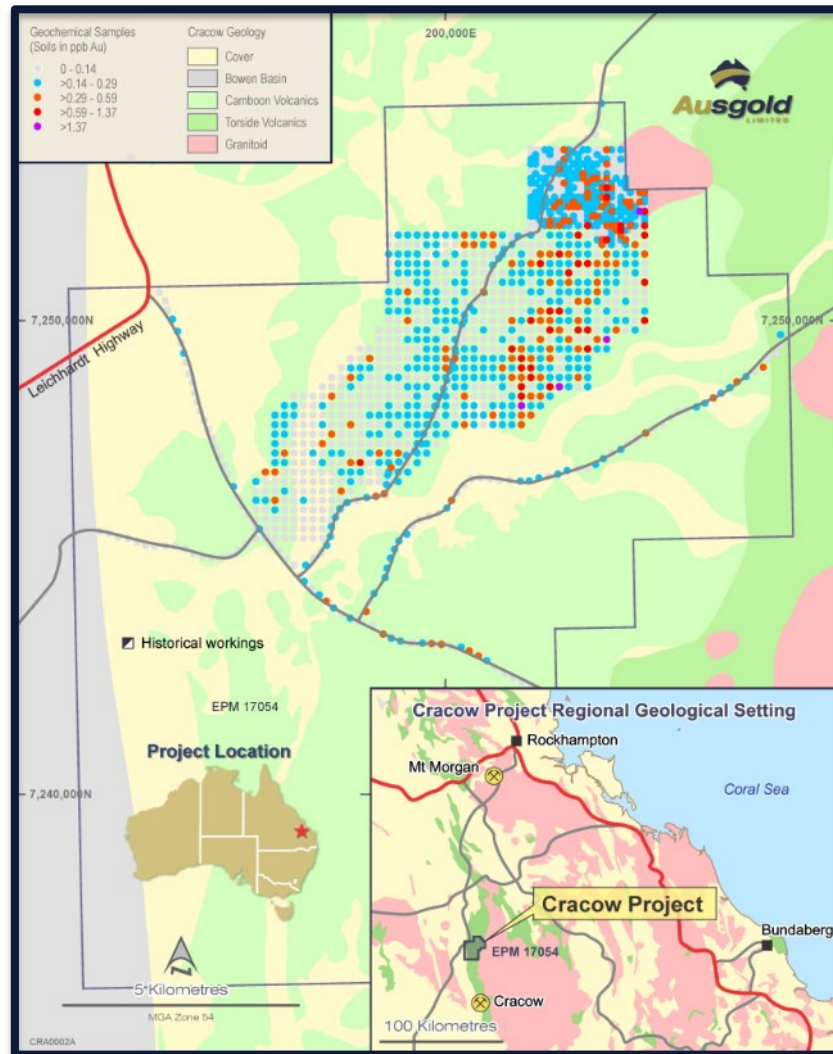 Geochemical Samples
(Soils in ppb Au)
0 - 0.14
>0.14 - 0.29
>0.29 - 0.59
>0.59 - 1.37
>1.37
Cracow Geology
Cover
Bowen Basin
Camboon Volcanics
Torside Volcanics
Granitoid
200,000E
Ausgold
LIMITED
7,250,000N
7,250,000N
Leichhardt Highway
Historical workings
EPM 17054
Project Location
7,240,000N
Z
5 Kilometres
MGA Zone 54
CRA0002A
Cracow Project Regional Geological Setting
Rockhampton
Mt Morgan
Coral Sea
Cracow Project
EPM 17054
Bundaberg
Cracow
100 Kilometres